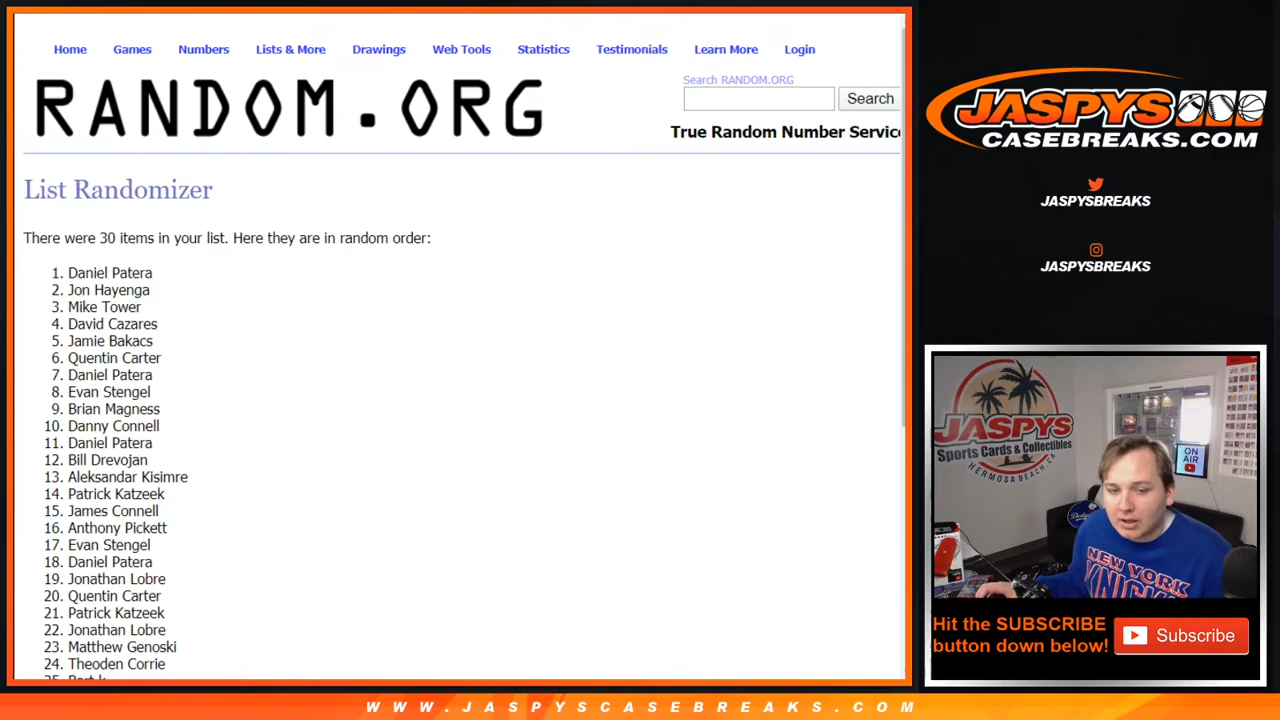 Home Games Numbers Lists & More Drawings Web Tools Statistics Testimonials Learn More Login
RANDOM.ORG
Search RANDOM.ORG
Search
True Random Number Servic
List Randomizer
There were 30 items in your list. Here they are in random order:
1. Daniel Patera
2. Jon Hayenga
3. Mike Tower
4. David Cazares
5. Jamie Bakacs
6. Quentin Carter
7. Daniel Patera
8. Evan Stengel
9. Brian Magness
10. Danny Connell
11. Daniel Patera
12. Bill Drevojan
13. Aleksandar Kisimre
14. Patrick Katzeek
15. James Connell
16. Anthony Pickett
17. Evan Stengel
18. Daniel Patera
19. Jonathan Lobre
20. Quentin Carter
21. Patrick Katzeek
22. Jonathan Lobre
23. Matthew Genoski
24. Theoden Corrie
JASPYS
CASEBREAKS.COM
JASPYSBREAKS
JASPYSBREAKS
JASPYS
Sports Cards & Collectibles
HERMOSA BEACH, CA
ON
AIR
Dodgers
NEW YORK
KNICKS
Hit the SUBSCRIBE
button down below!
Subscribe
WWW.JASPYSCASEBREAKS.COM